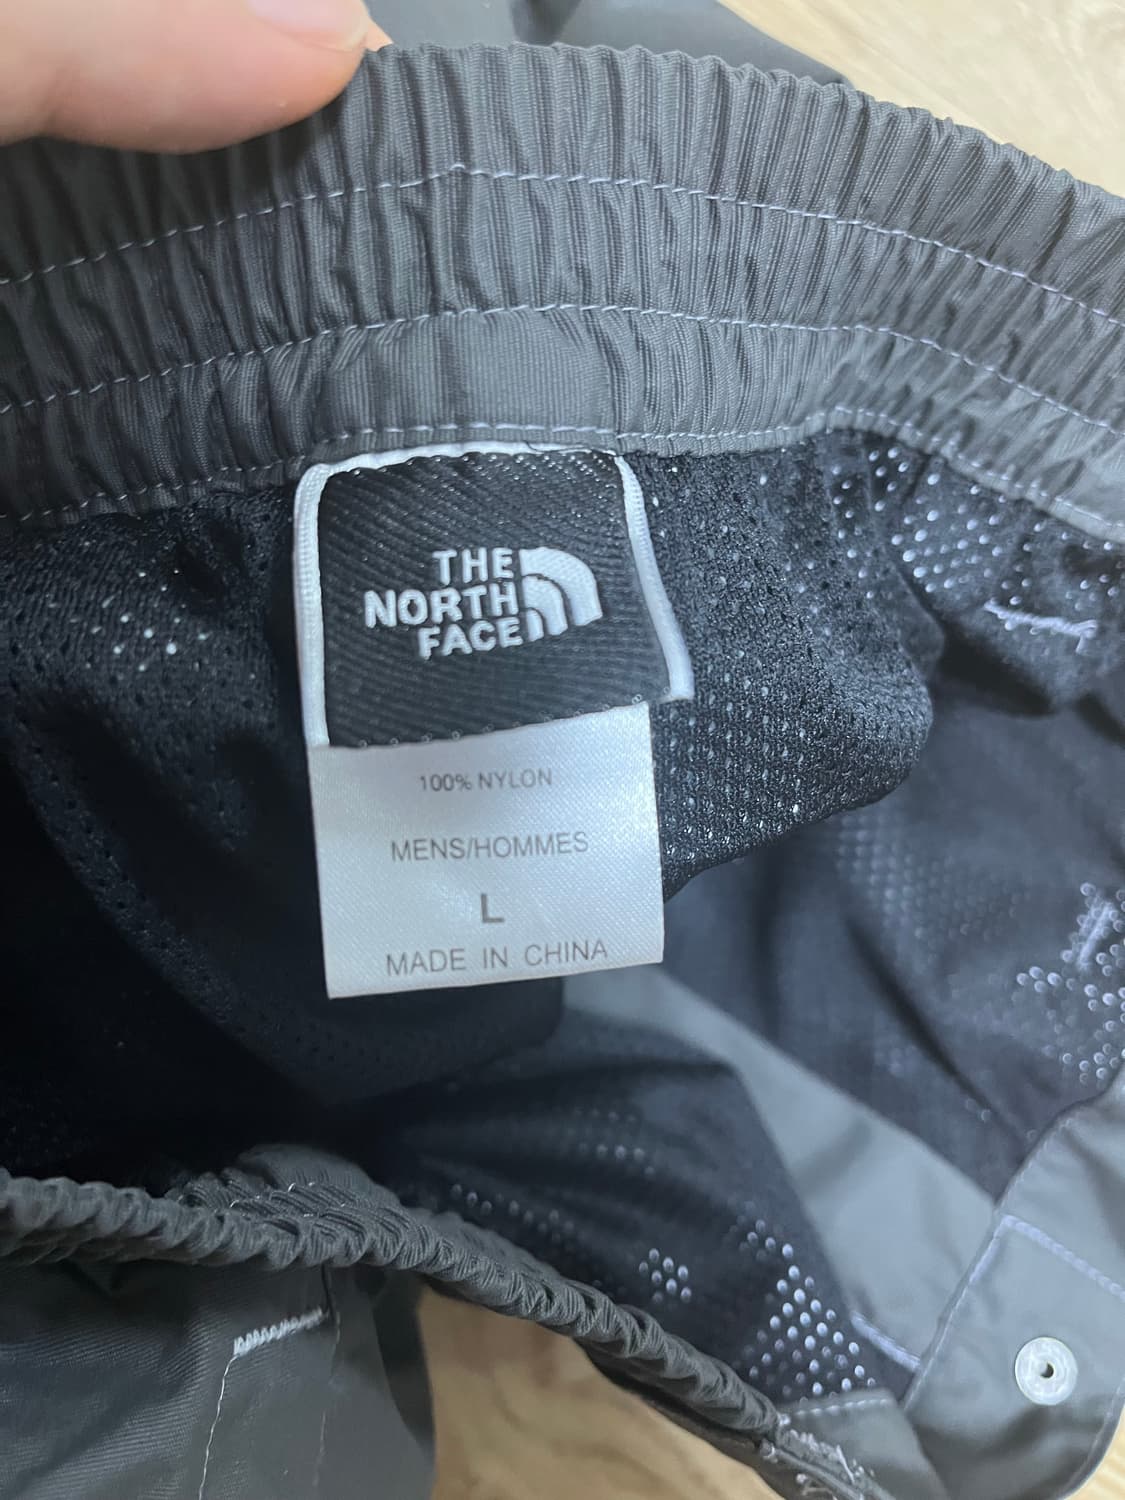 THE
NORTH
FACE
100% NYLON
MENS/HOMMES
L
MADE IN CHINA